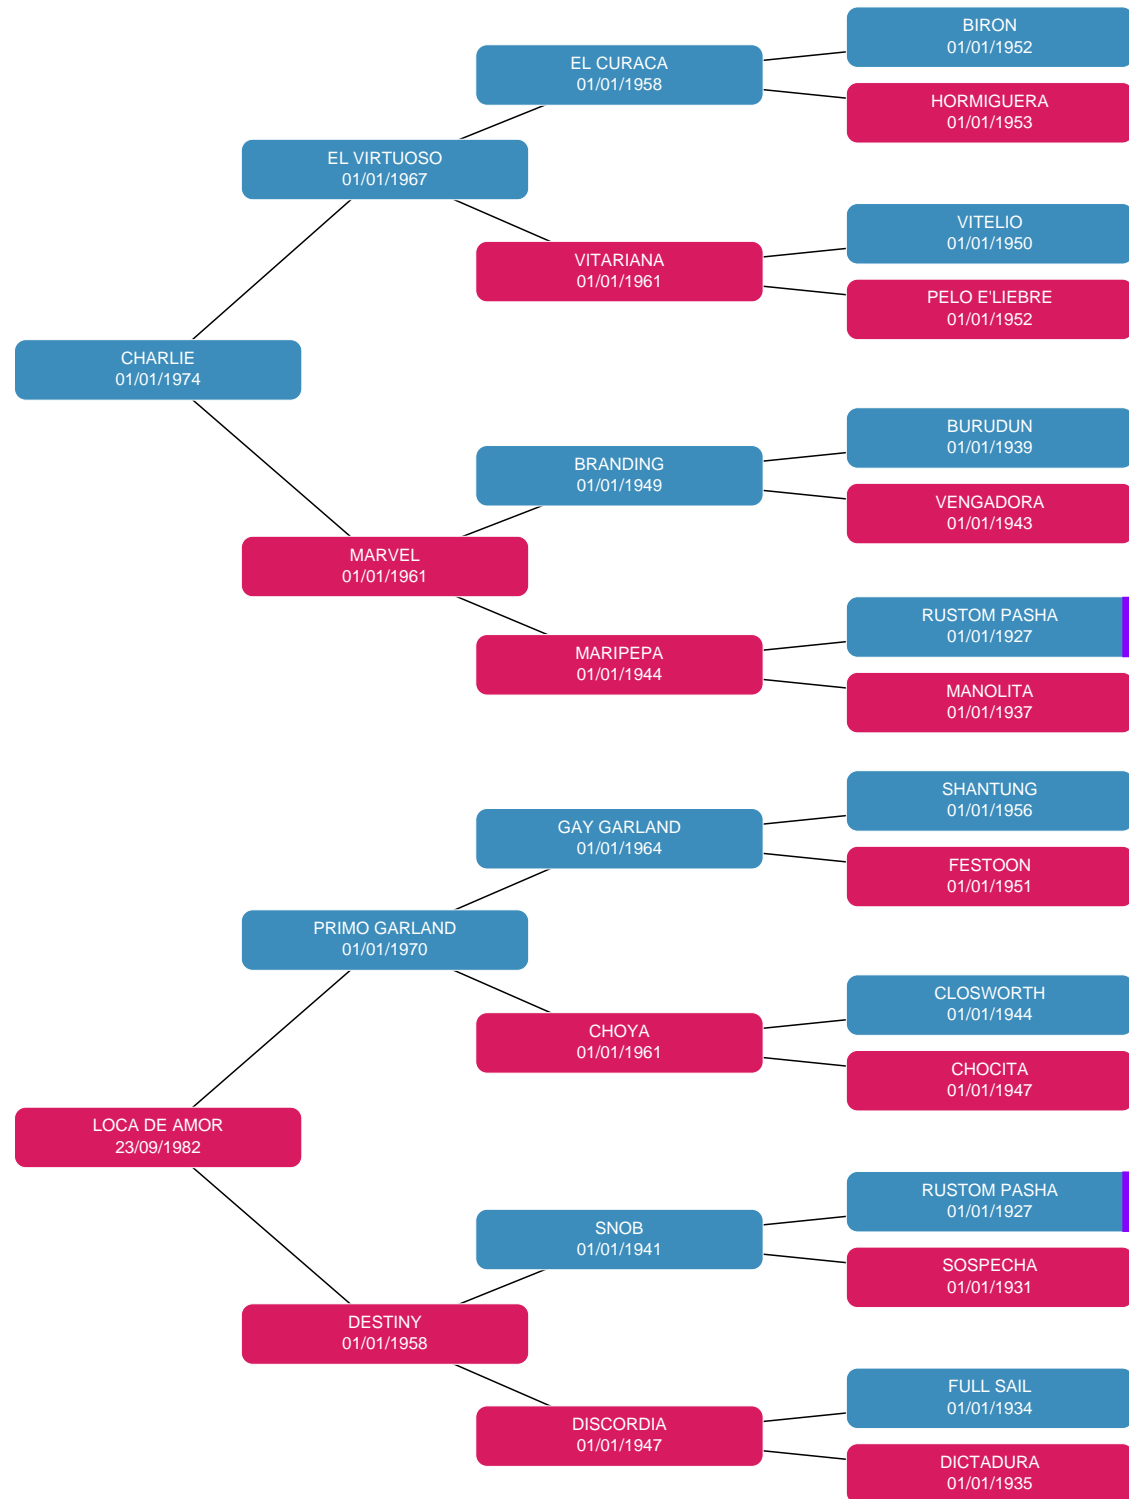 BIRON
01/01/1952
EL CURACA
01/01/1958
HORMIGUERA
01/01/1953
EL VIRTUOSO
01/01/1967
VITELIO
01/01/1950
VITARIANA
01/01/1961
PELO E'LIEBRE
01/01/1952
CHARLIE
01/01/1974
BURUDUN
01/01/1939
BRANDING
01/01/1949
VENGADORA
01/01/1943
MARVEL
01/01/1961
RUSTOM PASHA
01/01/1927
MARIPEPA
01/01/1944
MANOLITA
01/01/1937
SHANTUNG
01/01/1956
GAY GARLAND
01/01/1964
FESTOON
01/01/1951
PRIMO GARLAND
01/01/1970
CLOSWORTH
01/01/1944
CHOYA
01/01/1961
CHOCITA
01/01/1947
LOCA DE AMOR
23/09/1982
RUSTOM PASHA
01/01/1927
SNOB
01/01/1941
SOSPECHA
01/01/1931
DESTINY
01/01/1958
FULL SAIL
01/01/1934
DISCORDIA
01/01/1947
DICTADURA
01/01/1935